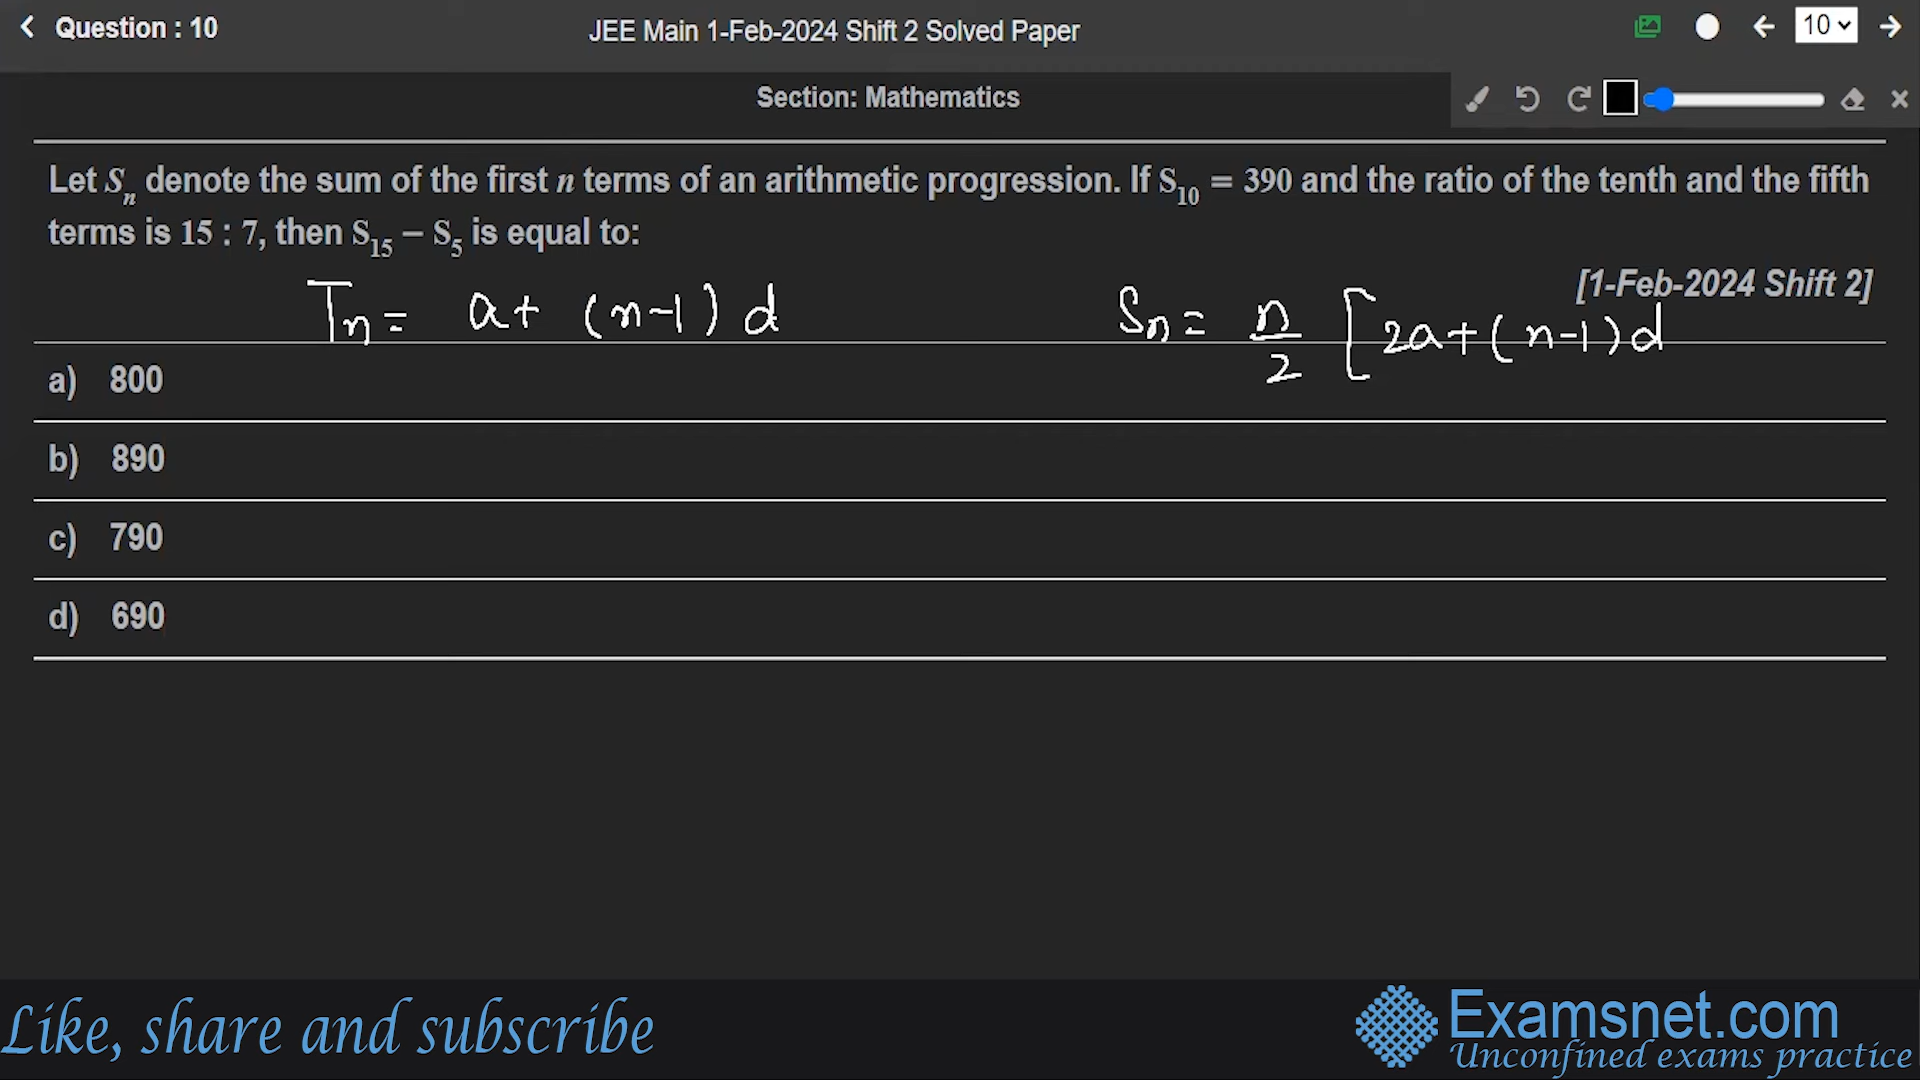 Question : 10
JEE Main 1-Feb-2024 Shift 2 Solved Paper
10
Section: Mathematics
Let Sₙ denote the sum of the first n terms of an arithmetic progression. If S₁₀ = 390 and the ratio of the tenth and the fifth
terms is 15 : 7, then S₁₅ − S₅ is equal to:
[1-Feb-2024 Shift 2]
Tₙ = a + (n-1) d
Sₙ = n/2 [2a+(n-1)d
a) 800
b) 890
c) 790
d) 690
Like, share and subscribe
Examsnet.com
Unconfined exams practice